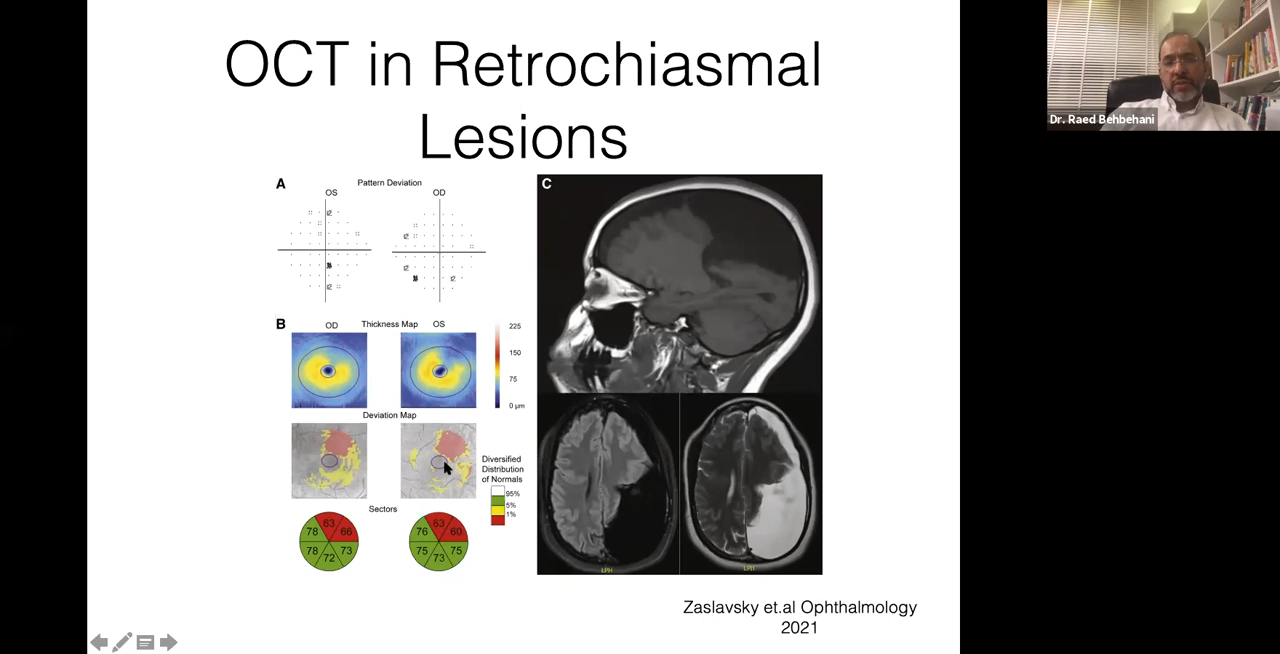 OCT in Retrochiasmal
Lesions
Dr. Raed Behbehani
A
Pattern Deviation
OS
OD
B
Thickness Map
OD
OS
225
150
75
0 µm
Deviation Map
Diversified
Distribution
of Normals
95%
5%
1%
Sectors
63
78
66
78
73
72
63
76
60
75
75
73
C
LPH
LPH
Zaslavsky et.al Ophthalmology
2021